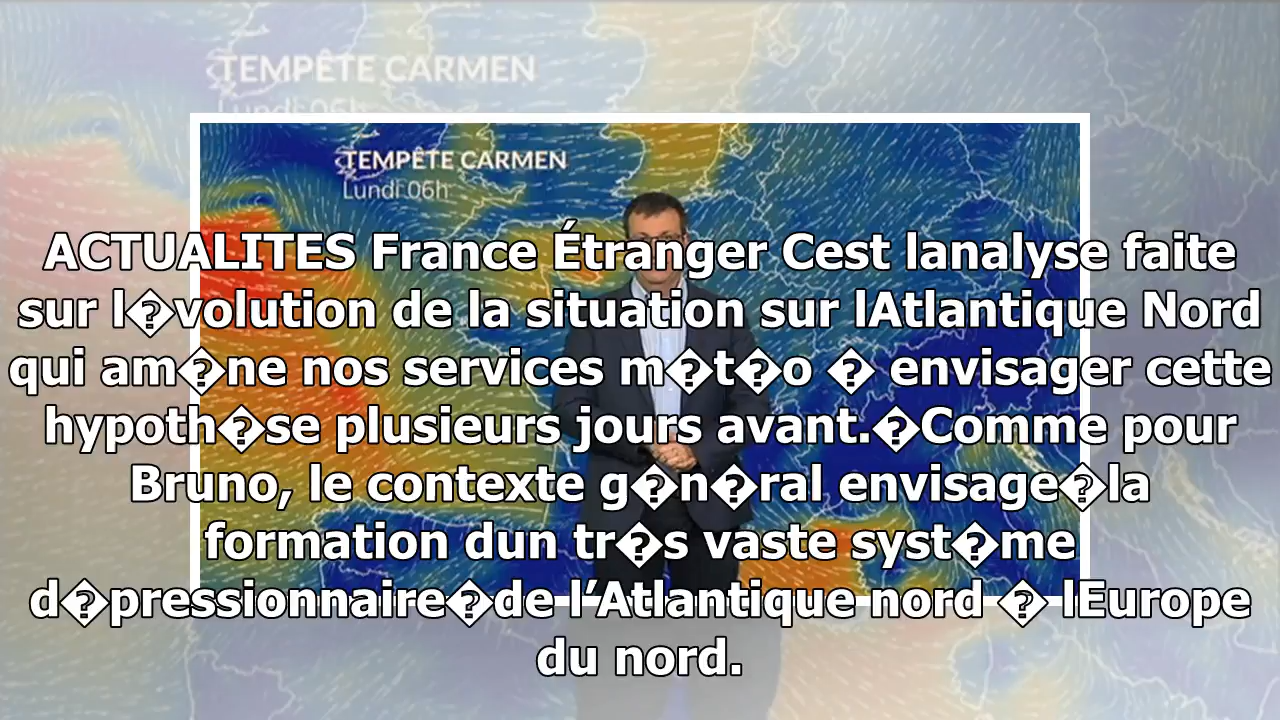 TEMPÊTE CARMEN
Lundi 06h
TEMPÊTE CARMEN
Lundi 06h
ACTUALITES France Étranger Cest lanalyse faite
sur l�volution de la situation sur lAtlantique Nord
qui am�ne nos services m�t�o � envisager cette
hypoth�se plusieurs jours avant.�Comme pour
Bruno, le contexte g�n�ral envisage�la
formation dun tr�s vaste syst�me
d�pressionnaire�de l’Atlantique nord � lEurope
du nord.